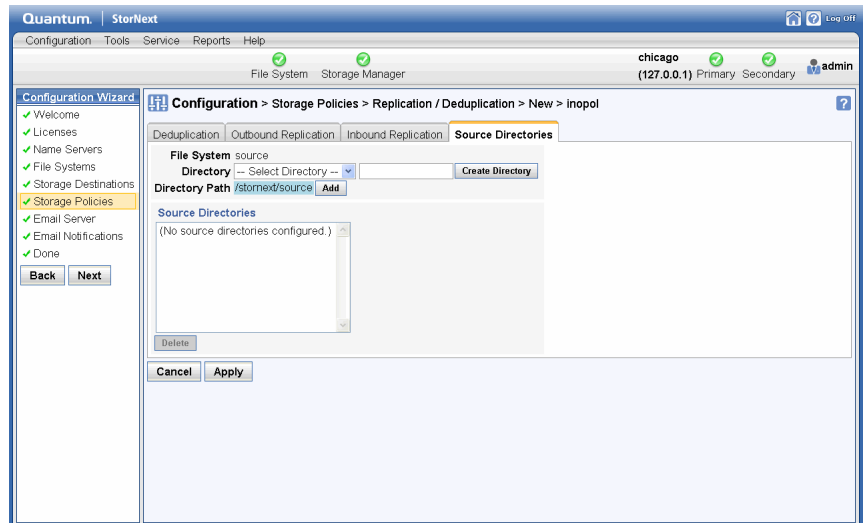 Quantum. StorNext Log Off
Configuration Tools Service Reports Help
File System Storage Manager
chicago
(127.0.0.1) Primary Secondary
admin
Configuration Wizard
Welcome
Licenses
Name Servers
File Systems
Storage Destinations
Storage Policies
Email Server
Email Notifications
Done
Back Next
Configuration > Storage Policies > Replication / Deduplication > New > inopol
Deduplication Outbound Replication Inbound Replication Source Directories
File System source
Directory -- Select Directory -- Create Directory
Directory Path /stornext/source Add
Source Directories
(No source directories configured.)
Delete
Cancel Apply